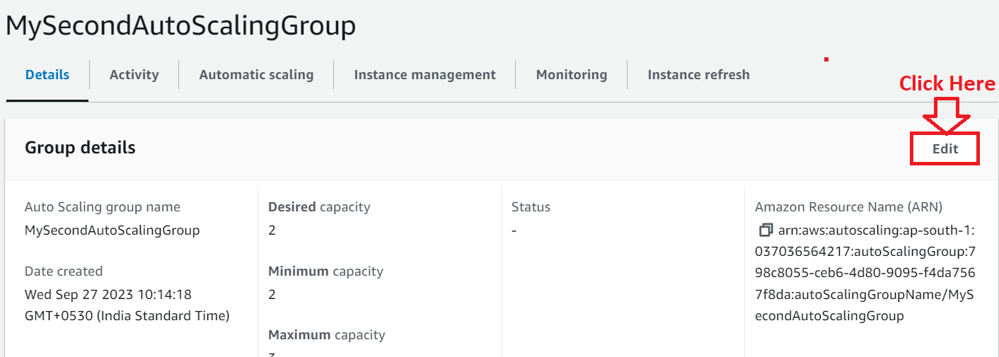 MySecondAutoScalingGroup
Details
Activity
Automatic scaling
Instance management
Monitoring
Instance refresh
Click Here
Group details
Edit
Auto Scaling group name
MySecondAutoScalingGroup
Date created
Wed Sep 27 2023 10:14:18
GMT+0530 (India Standard Time)
Desired capacity
2
Minimum capacity
2
Maximum capacity
Status
-
Amazon Resource Name (ARN)
arn:aws:autoscaling:ap-south-1:
037036564217:autoScalingGroup:7
98c8055-ceb6-4d80-9095-f4da756
7f8da:autoScalingGroupName/MyS
econdAutoScalingGroup